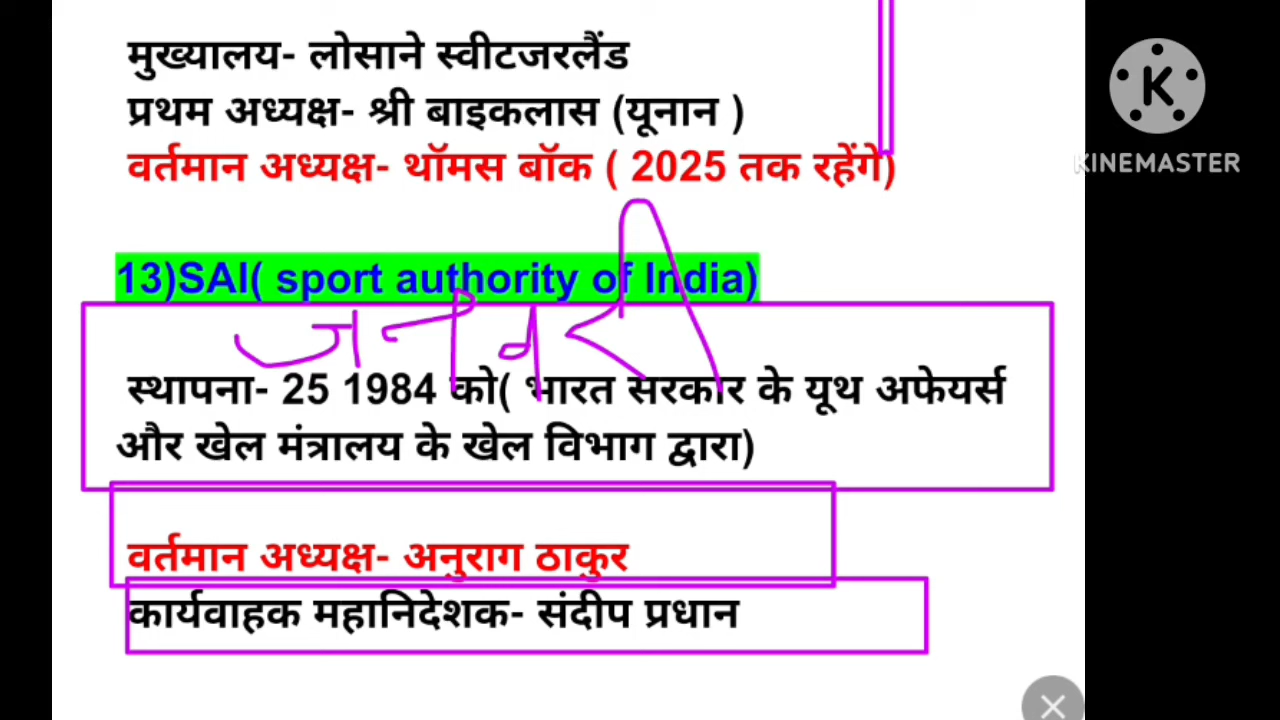 मुख्यालय- लोसाने स्वीटजरलैंड
प्रथम अध्यक्ष- श्री बाइकलास (यूनान )
वर्तमान अध्यक्ष- थॉमस बॉक ( 2025 तक रहेंगे)
K
KINEMASTER
13)SAI( sport authority of India)
जनवरी
स्थापना- 25 1984 को( भारत सरकार के यूथ अफेयर्स
और खेल मंत्रालय के खेल विभाग द्वारा)
वर्तमान अध्यक्ष- अनुराग ठाकुर
कार्यवाहक महानिदेशक- संदीप प्रधान